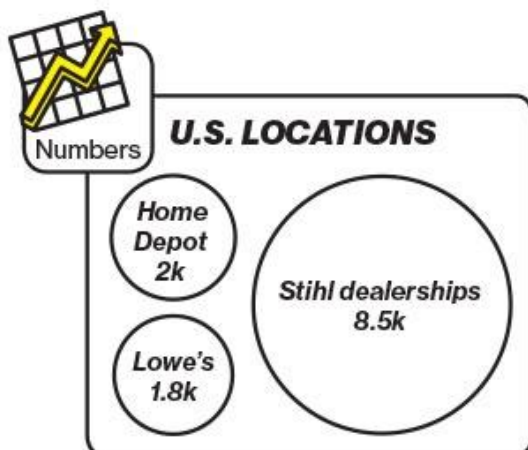 Numbers
U.S. LOCATIONS
Home
Depot
2k
Lowe's
1.8k
Stihl dealerships
8.5k